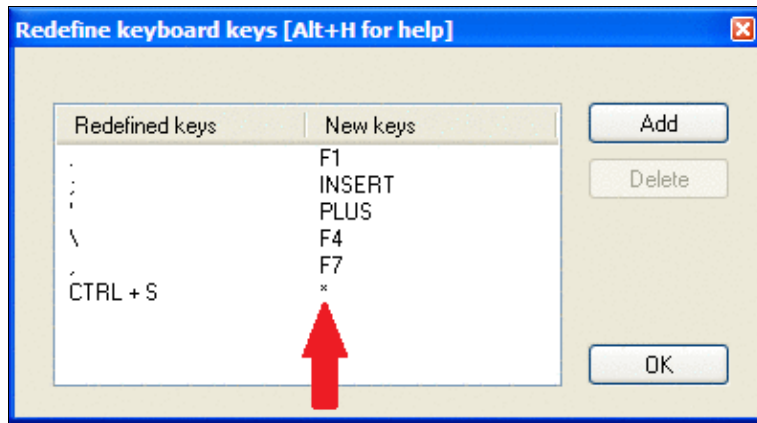 Redefine keyboard keys [Alt+H for help]
Redefined keys New keys Add
. F1
; INSERT Delete
' PLUS
\ F4
, F7
CTRL + S *
OK